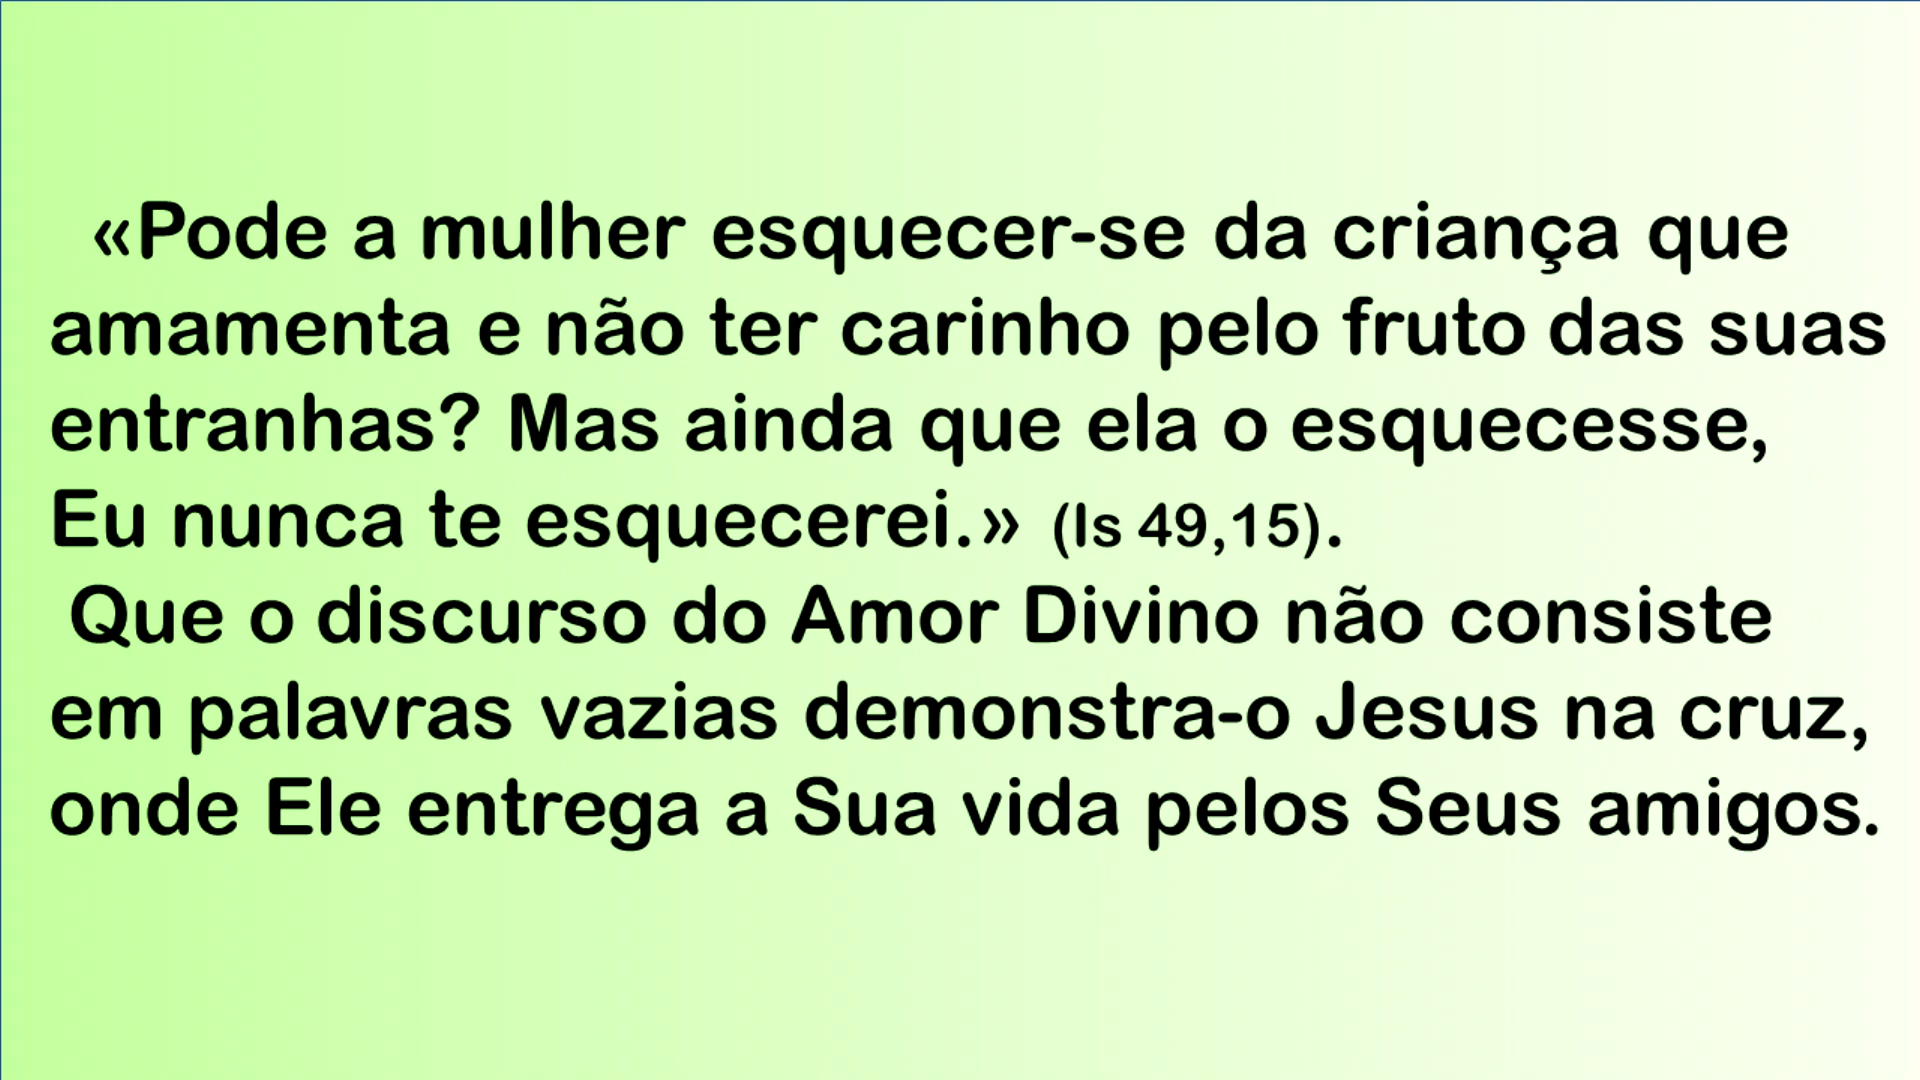 «Pode a mulher esquecer-se da criança que
amamenta e não ter carinho pelo fruto das suas
entranhas? Mas ainda que ela o esquecesse,
Eu nunca te esquecerei.» (Is 49,15).
Que o discurso do Amor Divino não consiste
em palavras vazias demonstra-o Jesus na cruz,
onde Ele entrega a Sua vida pelos Seus amigos.